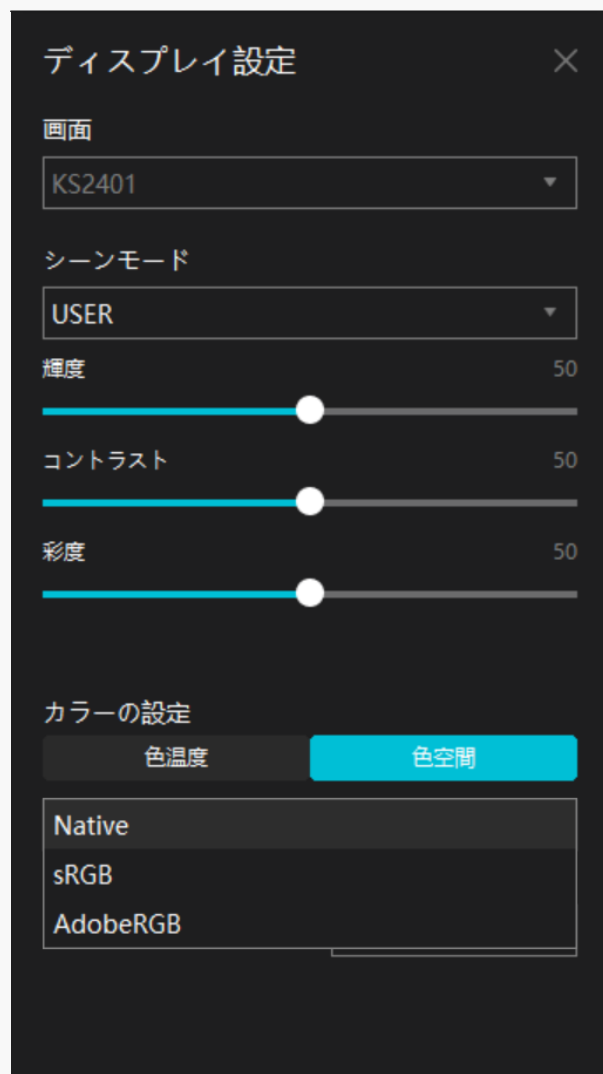 ディスプレイ設定
画面
KS2401
シーンモード
USER
輝度 50
コントラスト 50
彩度 50
カラーの設定
色温度 色空間
Native
sRGB
AdobeRGB